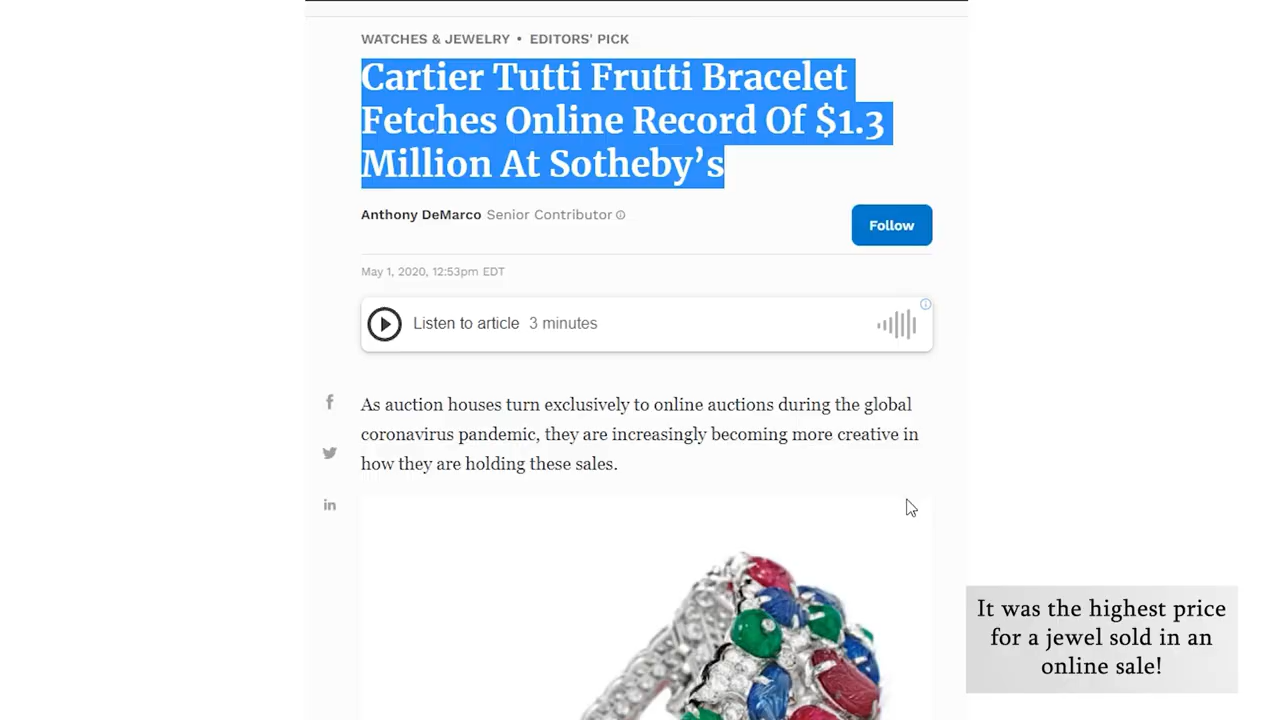 WATCHES & JEWELRY • EDITORS' PICK
Cartier Tutti Frutti Bracelet
Fetches Online Record Of $1.3
Million At Sotheby’s
Anthony DeMarco Senior Contributor
Follow
May 1, 2020, 12:53pm EDT
Listen to article 3 minutes
As auction houses turn exclusively to online auctions during the global
coronavirus pandemic, they are increasingly becoming more creative in
how they are holding these sales.
It was the highest price
for a jewel sold in an
online sale!